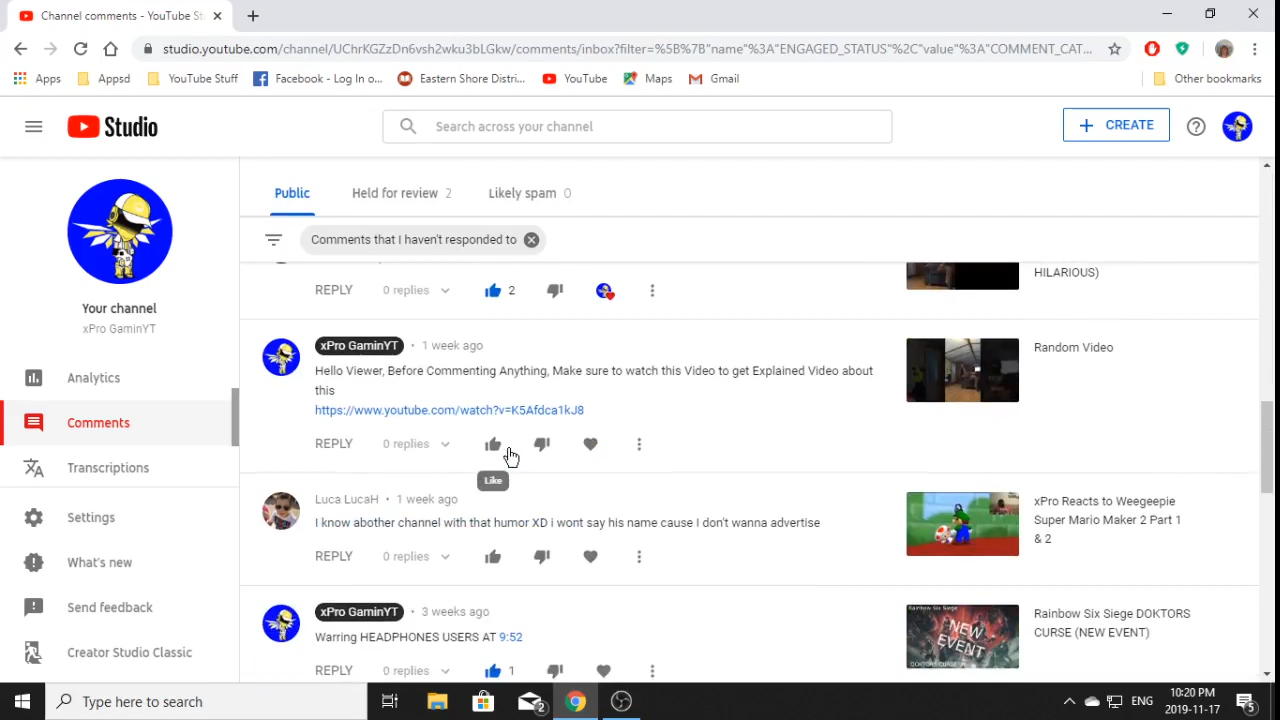 Channel comments - YouTube St
studio.youtube.com/channel/UChrKGZzDn6vsh2wku3bLGkw/comments/inbox?filter=%5B%7B"name"%3A"ENGAGED_STATUS"%2C"value"%3A"COMMENT_CAT...
Apps Appsd YouTube Stuff Facebook - Log In o... Eastern Shore Distri... YouTube Maps Gmail Other bookmarks
Studio Search across your channel CREATE
Public Held for review 2 Likely spam 0
Comments that I haven't responded to
HILARIOUS)
REPLY 0 replies 2
Your channel
xPro GaminYT
xPro GaminYT • 1 week ago
Random Video
Hello Viewer, Before Commenting Anything, Make sure to watch this Video to get Explained Video about
this
https://www.youtube.com/watch?v=K5Afdca1kJ8
REPLY 0 replies
Like
Analytics
Comments
Transcriptions
Settings
What's new
Send feedback
Creator Studio Classic
Luca LucaH • 1 week ago
I know abother channel with that humor XD i wont say his name cause I don't wanna advertise
REPLY 0 replies
xPro Reacts to Weegeepie
Super Mario Maker 2 Part 1
& 2
xPro GaminYT • 3 weeks ago
Warring HEADPHONES USERS AT 9:52
REPLY 0 replies 1
Rainbow Six Siege
NEW
EVENT
DOKTORS CURSE
Rainbow Six Siege DOKTORS
CURSE (NEW EVENT)
Type here to search
2
ENG
10:20 PM
2019-11-17
5